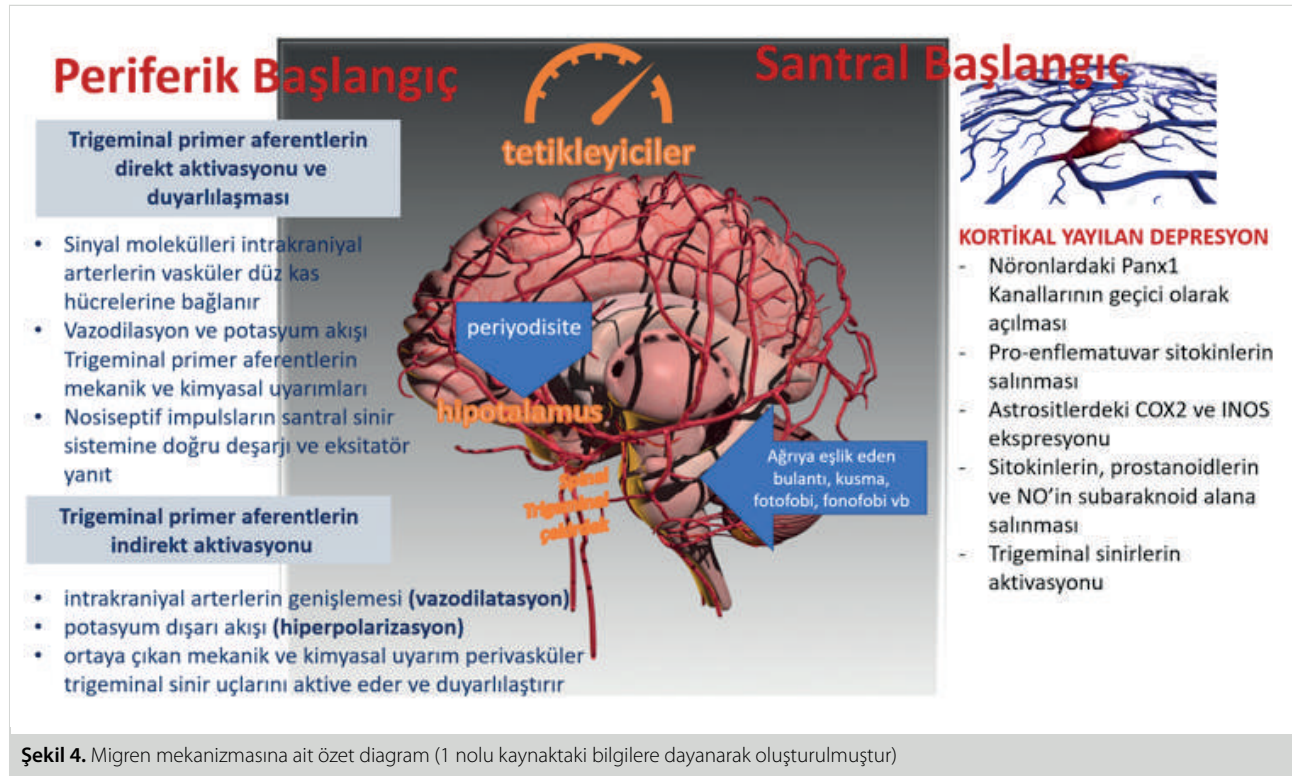 Periferik Başlangıç
Trigeminal primer aferentlerin
direkt aktivasyonu ve
duyarlılaşması
• Sinyal molekülleri intrakraniyal
arterlerin vasküler düz kas
hücrelerine bağlanır
• Vazodilasyon ve potasyum akışı
Trigeminal primer aferentlerin
mekanik ve kimyasal uyarımları
• Nosiseptif impulsların santral sinir
sistemine doğru deşarjı ve eksitatör
yanıt
Trigeminal primer aferentlerin
indirekt aktivasyonu
• intrakraniyal arterlerin genişlemesi (vazodilatasyon)
• potasyum dışarı akışı (hiperpolarizasyon)
• ortaya çıkan mekanik ve kimyasal uyarım perivasküler
trigeminal sinir uçlarını aktive eder ve duyarlılaştırır
tetikleyiciler
periyodisite
hipotalamus
Spinal
Trigeminal
çekirdek
Ağrıya eşlik eden
bulantı, kusma,
fotofobi, fonofobi vb
Santral Başlangıç
KORTİKAL YAYILAN DEPRESYON
- Nöronlardaki Panx1
Kanallarının geçici olarak
açılması
- Pro-enflematuvar sitokinlerin
salınması
- Astrositlerdeki COX2 ve INOS
ekspresyonu
- Sitokinlerin, prostanoidlerin
ve NO'in subaraknoid alana
salınması
- Trigeminal sinirlerin
aktivasyonu
Şekil 4. Migren mekanizmasına ait özet diagram (1 nolu kaynaktaki bilgilere dayanarak oluşturulmuştur)